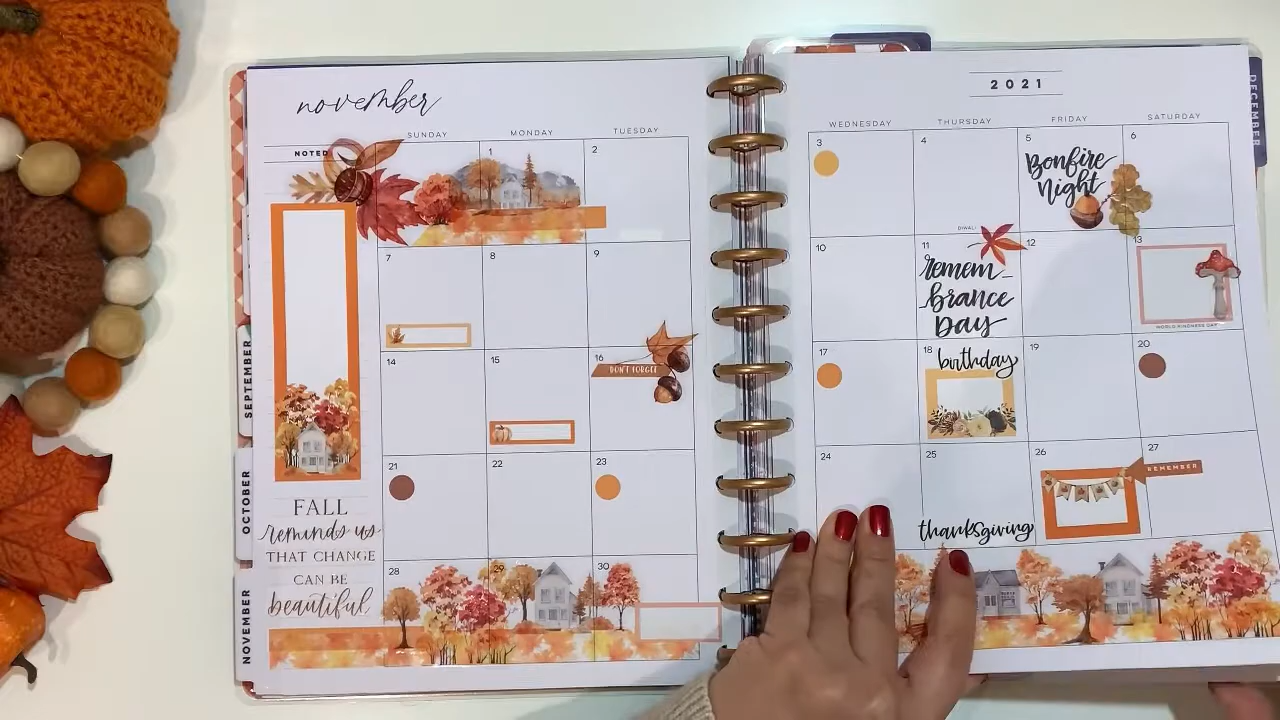 november
2021
NOTED
SUNDAY MONDAY TUESDAY WEDNESDAY THURSDAY FRIDAY SATURDAY
1 2 3 4 5 6
Bonfire
Night
DIWALI
7 8 9 10 11 12 13
remem-
brance
Day
WORLD KINDNESS DAY
14 15 16 17 18 19 20
DON'T FORGET
birthday
21 22 23 24 25 26 27
REMEMBER
thanksgiving
28 29 30
FALL
reminds us
THAT CHANGE
CAN BE
beautiful
SEPTEMBER
OCTOBER
NOVEMBER
DECEMBER